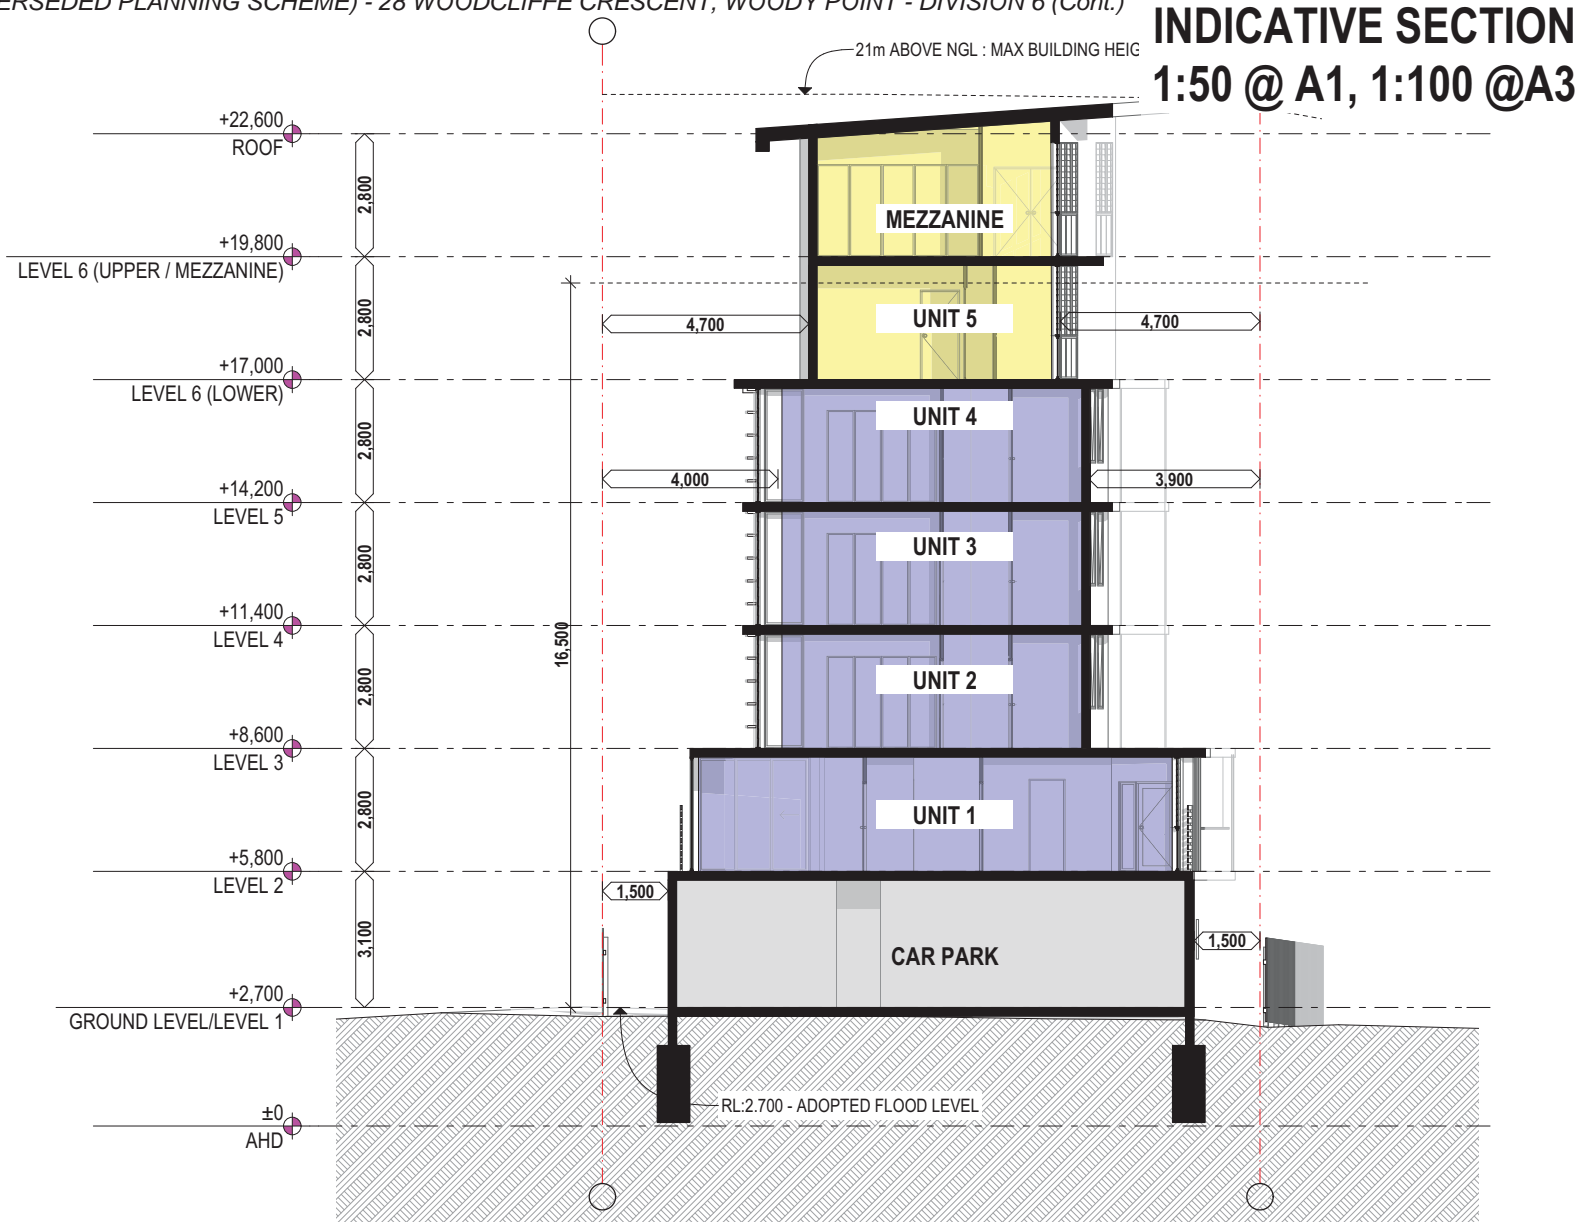 ERSEDED PLANNING SCHEME) - 28 WOODCLIFFE CRESCENT, WOODY POINT - DIVISION 6 (Cont.)
INDICATIVE SECTION
1:50 @ A1, 1:100 @A3
21m ABOVE NGL : MAX BUILDING HEIG
+22,600
ROOF
2,800
MEZZANINE
+19,800
LEVEL 6 (UPPER / MEZZANINE)
2,800
4,700
UNIT 5
4,700
+17,000
LEVEL 6 (LOWER)
2,800
UNIT 4
4,000
3,900
+14,200
LEVEL 5
2,800
UNIT 3
+11,400
LEVEL 4
16,500
2,800
UNIT 2
+8,600
LEVEL 3
2,800
UNIT 1
+5,800
LEVEL 2
1,500
3,100
CAR PARK
1,500
+2,700
GROUND LEVEL/LEVEL 1
RL:2.700 - ADOPTED FLOOD LEVEL
±0
AHD